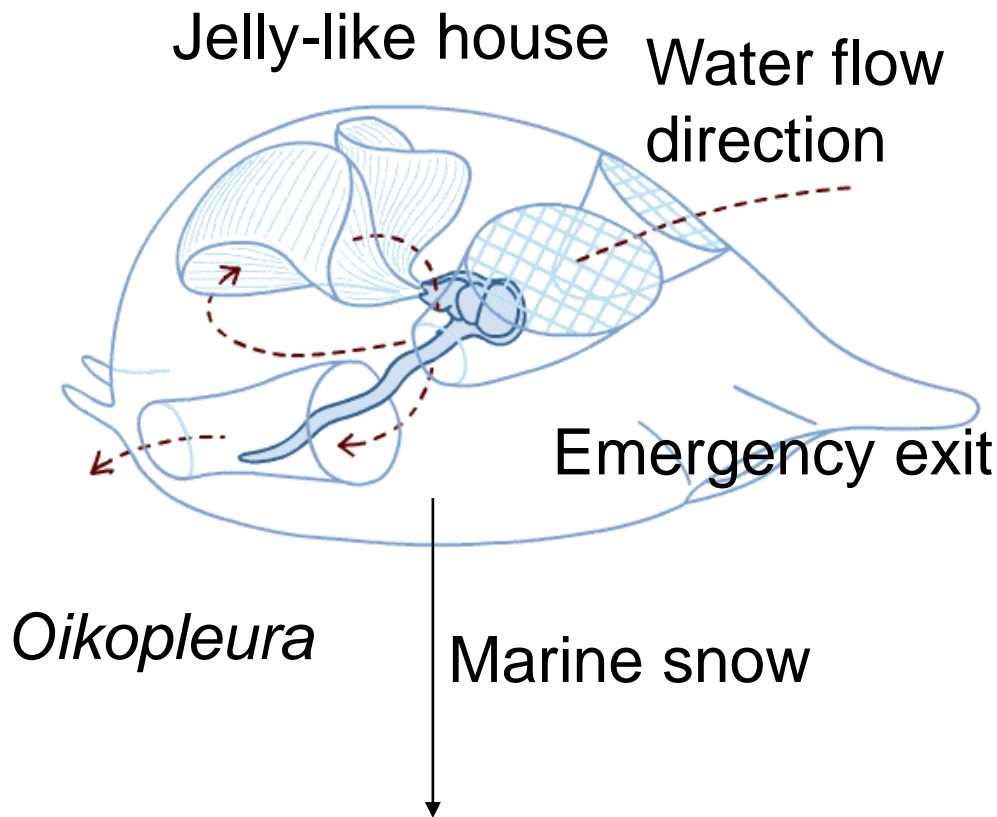 Jelly-like house
Water flow
direction
Emergency exit
Oikopleura
Marine snow